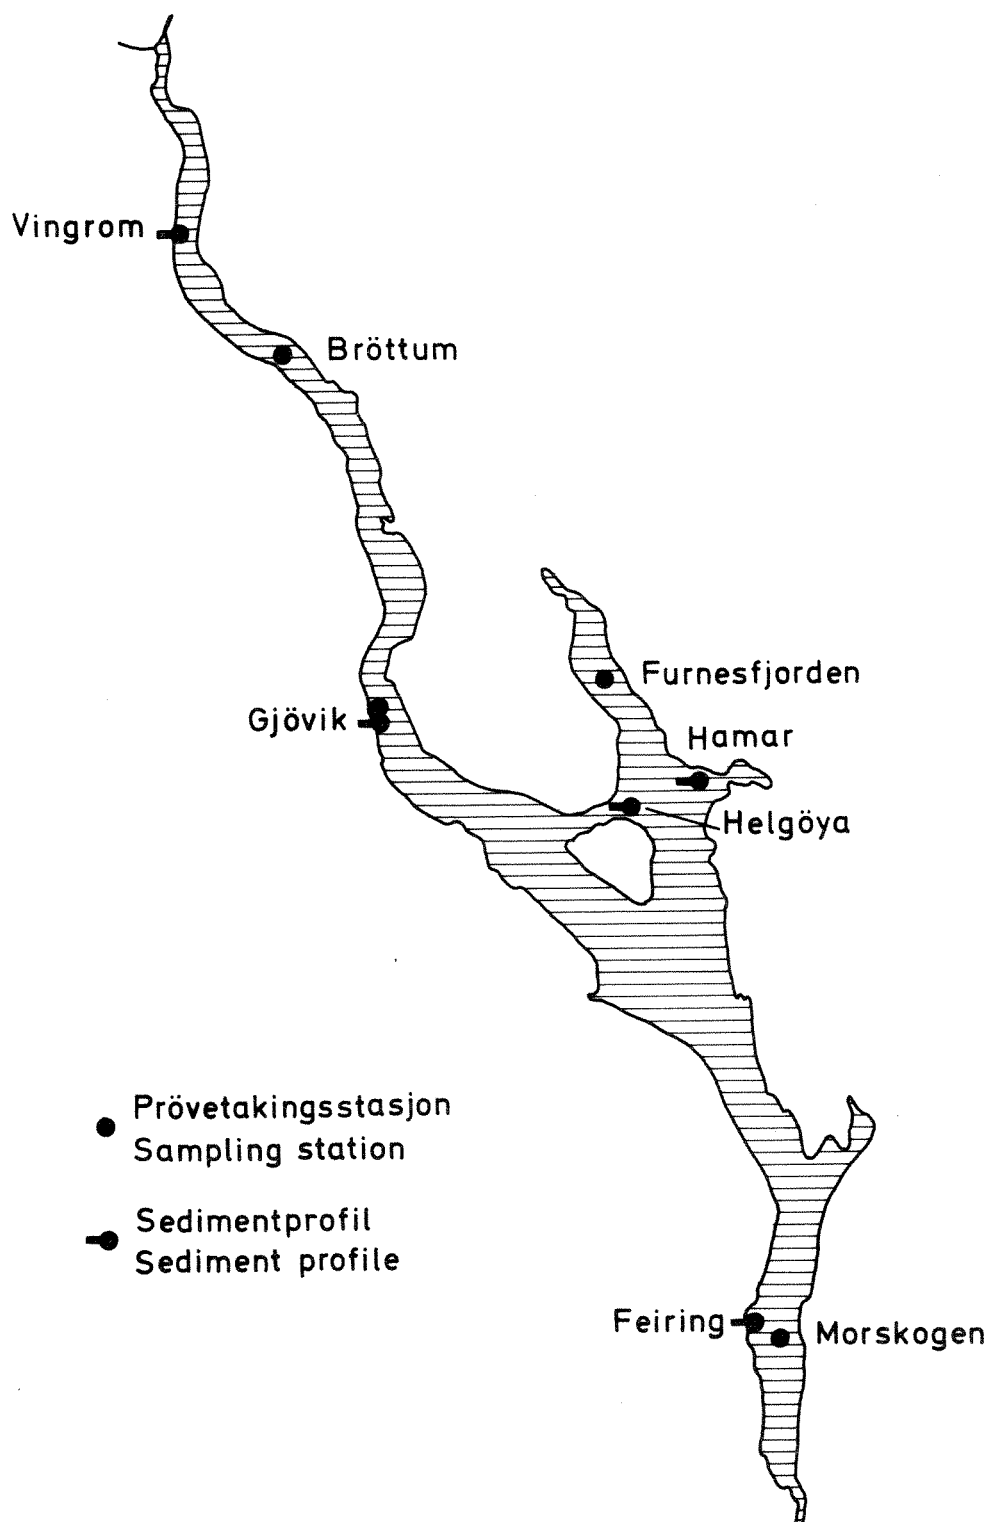 Vingrom
Bröttum
Furnesfjorden
Gjövik
Hamar
Helgöya
Prövetakingsstasjon
Sampling station
Sedimentprofil
Sediment profile
Feiring
Morskogen